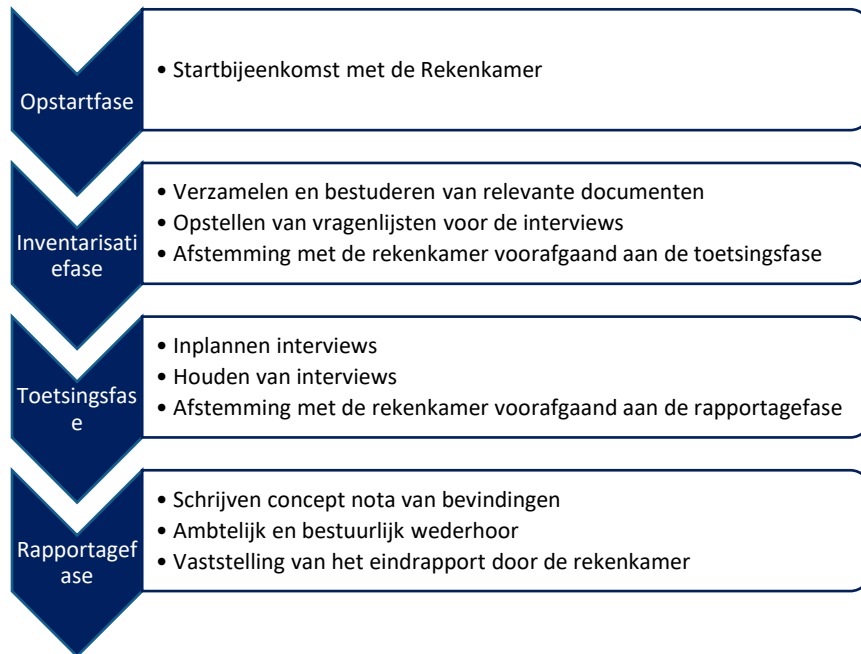 Opstartfase
• Startbijeenkomst met de Rekenkamer
Inventarisati
efase
• Verzamelen en bestuderen van relevante documenten
• Opstellen van vragenlijsten voor de interviews
• Afstemming met de rekenkamer voorafgaand aan de toetsingsfase
Toetsingsfas
e
• Inplannen interviews
• Houden van interviews
• Afstemming met de rekenkamer voorafgaand aan de rapportagefase
Rapportagef
ase
• Schrijven concept nota van bevindingen
• Ambtelijk en bestuurlijk wederhoor
• Vaststelling van het eindrapport door de rekenkamer